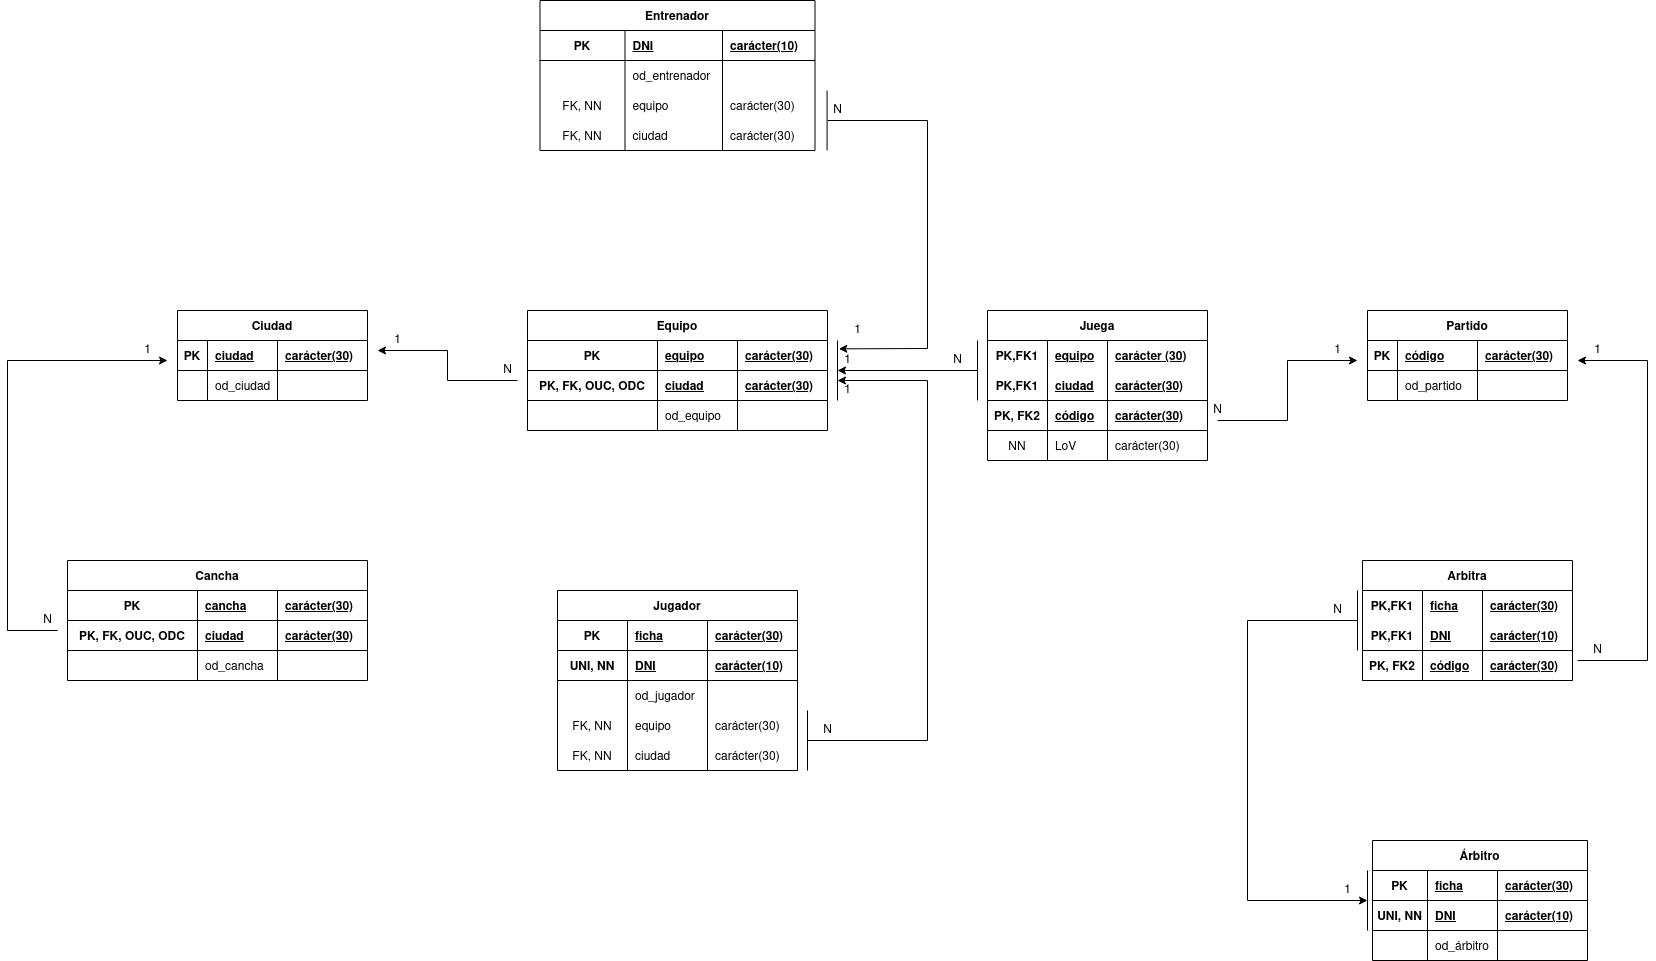 Entrenador
PK DNI carácter(10)
od_entrenador
FK, NN equipo carácter(30)
FK, NN ciudad carácter(30)
N
1
Ciudad
PK ciudad carácter(30)
od_ciudad
1
1
N
Equipo
PK equipo carácter(30)
PK, FK, OUC, ODC ciudad carácter(30)
od_equipo
1
1
N
Juega
PK,FK1 equipo carácter (30)
PK,FK1 ciudad carácter(30)
PK, FK2 código carácter(30)
NN LoV carácter(30)
N
1
Partido
PK código carácter(30)
od_partido
1
Cancha
PK cancha carácter(30)
PK, FK, OUC, ODC ciudad carácter(30)
od_cancha
N
Jugador
PK ficha carácter(30)
UNI, NN DNI carácter(10)
od_jugador
FK, NN equipo carácter(30)
FK, NN ciudad carácter(30)
N
Arbitra
PK,FK1 ficha carácter(30)
PK,FK1 DNI carácter(10)
PK, FK2 código carácter(30)
N
N
1
Árbitro
PK ficha carácter(30)
UNI, NN DNI carácter(10)
od_árbitro